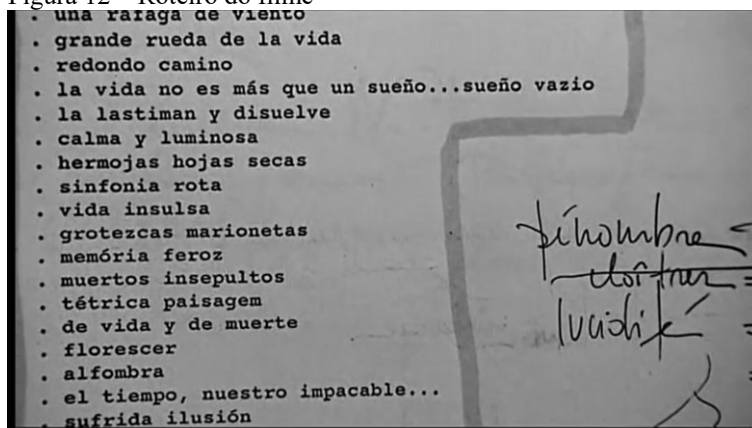 Figura 12 – Roteiro do filme
. una rafaga de viento
. grande rueda de la vida
. redondo camino
. la vida no es más que un sueño...sueño vazio
. la lastiman y disuelve
. calma y luminosa
. hermojas hojas secas
. sinfonia rota
. vida insulsa
. grotezcas marionetas
. memória feroz
. muertos insepultos
. tétrica paisagem
. de vida y de muerte
. florescer
. alfombra
. el tiempo, nuestro impacable...
. sufrida ilusión